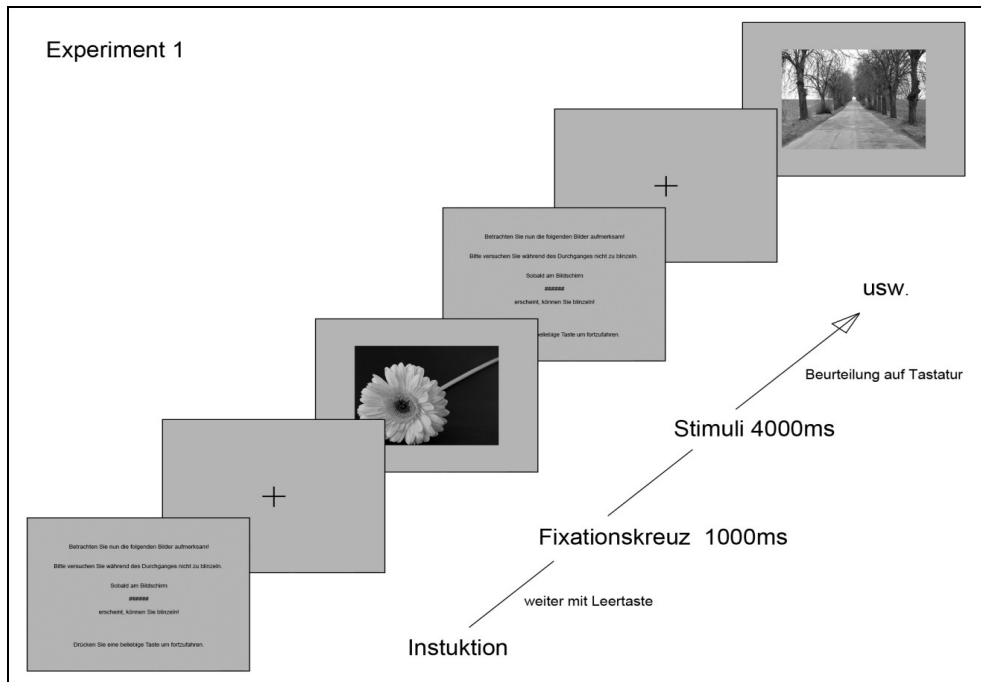 Experiment 1
Betrachten Sie nun die folgenden Bilder aufmerksam!
Bitte versuchen Sie während des Durchganges nicht zu blinzeln.
Sobald am Bildschirm
######
erscheint, können Sie blinzeln!
beliebige Taste um fortzufahren.
usw.
Beurteilung auf Tastatur
Stimuli 4000ms
Fixationskreuz 1000ms
weiter mit Leertaste
Instuktion
Betrachten Sie nun die folgenden Bilder aufmerksam!
Bitte versuchen Sie während des Durchganges nicht zu blinzeln.
Sobald am Bildschirm
######
erscheint, können Sie blinzeln!
Drücken Sie eine beliebige Taste um fortzufahren.